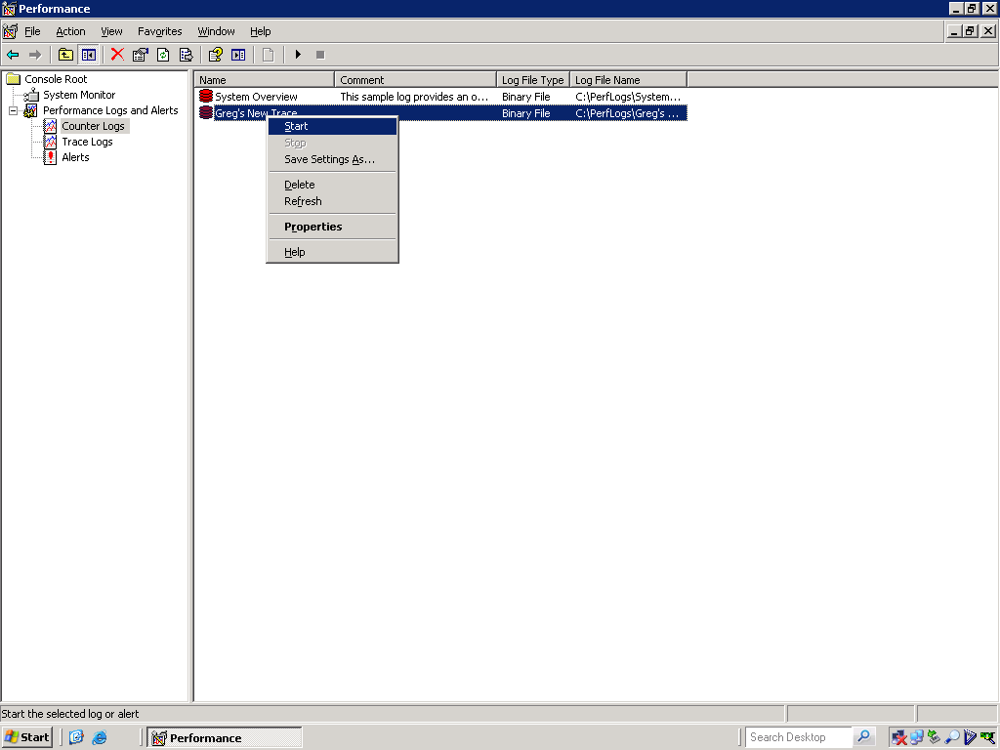 Performance
File Action View Favorites Window Help
Console Root
System Monitor
Performance Logs and Alerts
Counter Logs
Trace Logs
Alerts
Name Comment Log File Type Log File Name
System Overview This sample log provides an o... Binary File C:\PerfLogs\System...
Greg's New Trace Binary File C:\PerfLogs\Greg's ...
Start
Stop
Save Settings As...
Delete
Refresh
Properties
Help
Start the selected log or alert
Start Performance Search Desktop